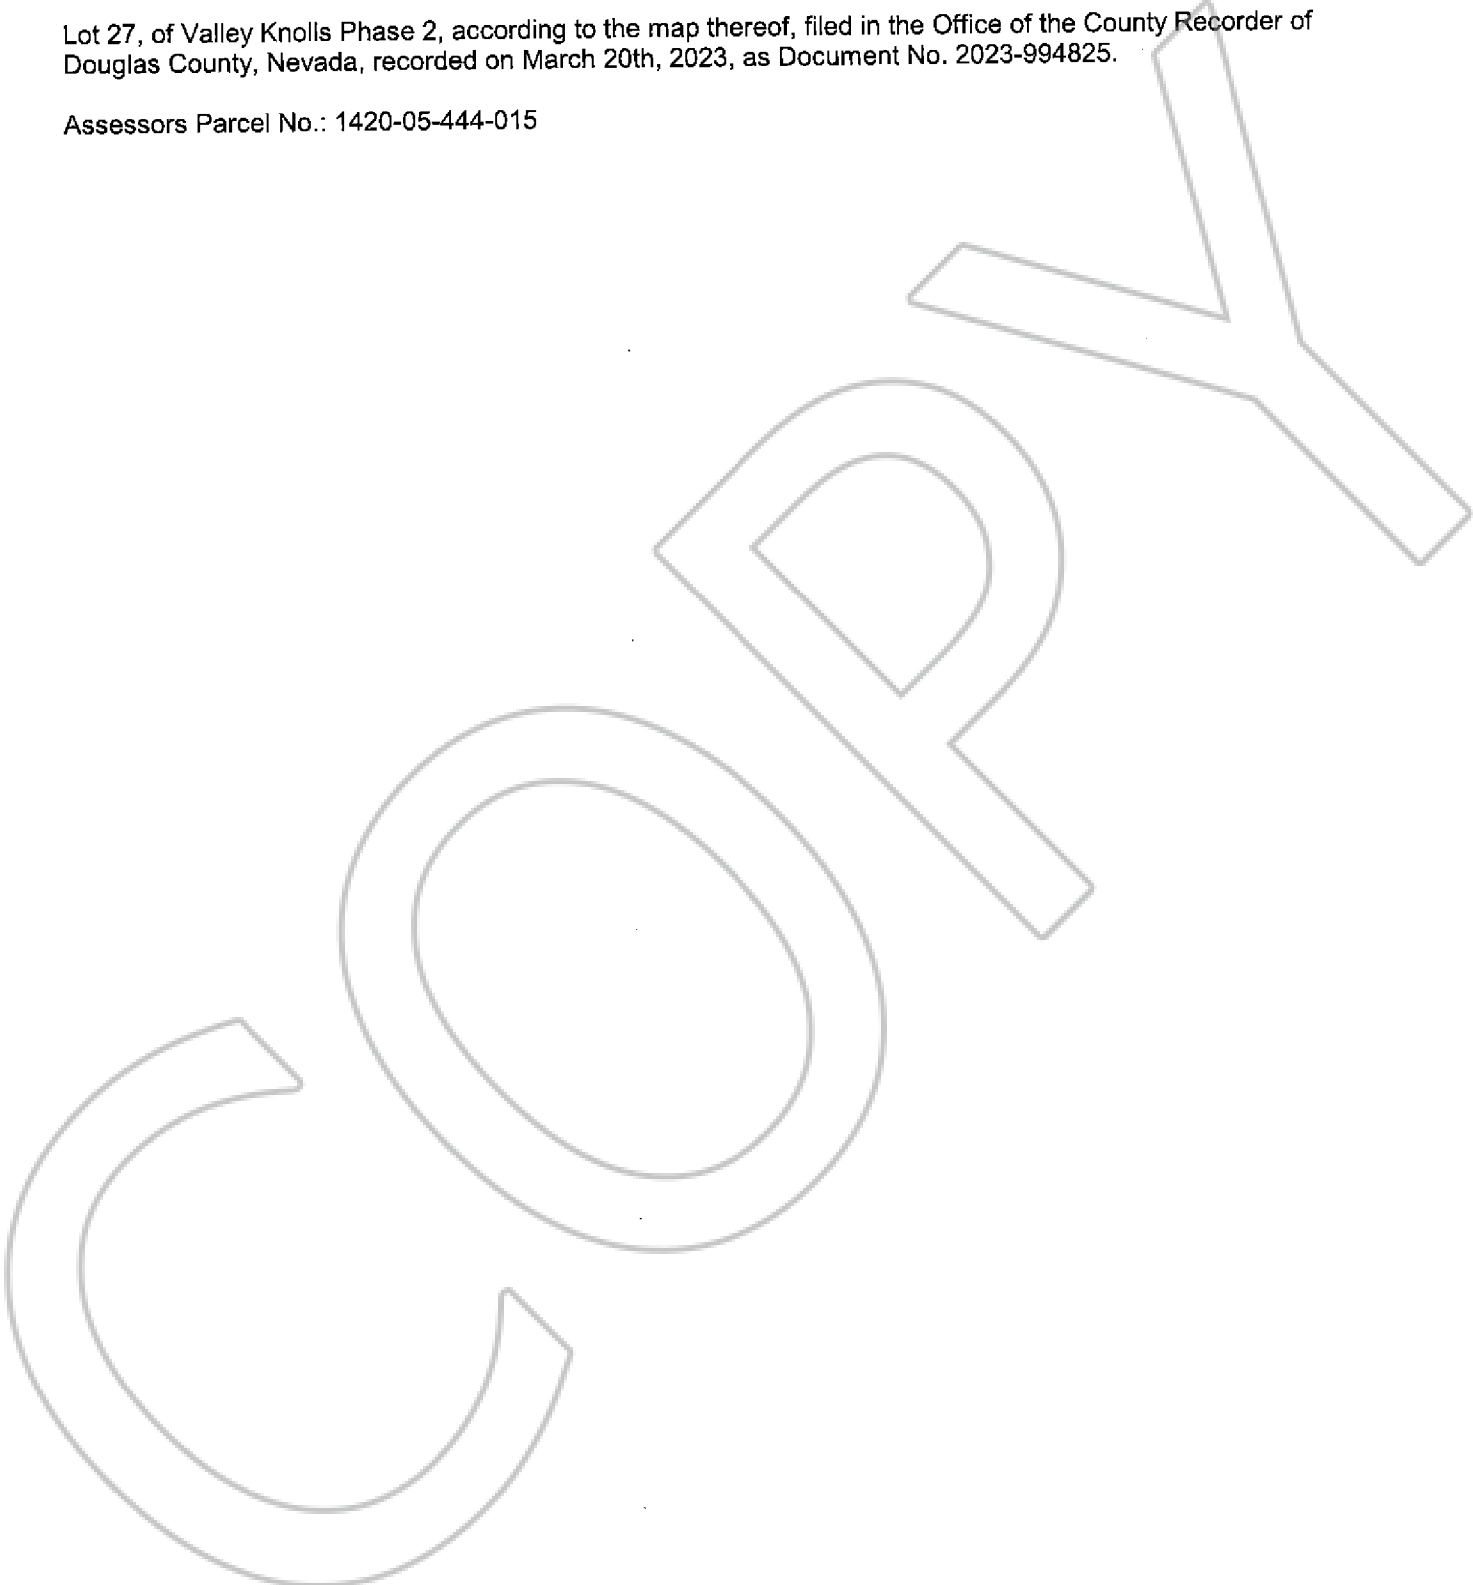 Lot 27, of Valley Knolls Phase 2, according to the map thereof, filed in the Office of the County Recorder of
Douglas County, Nevada, recorded on March 20th, 2023, as Document No. 2023-994825.
Assessors Parcel No.: 1420-05-444-015
COPY